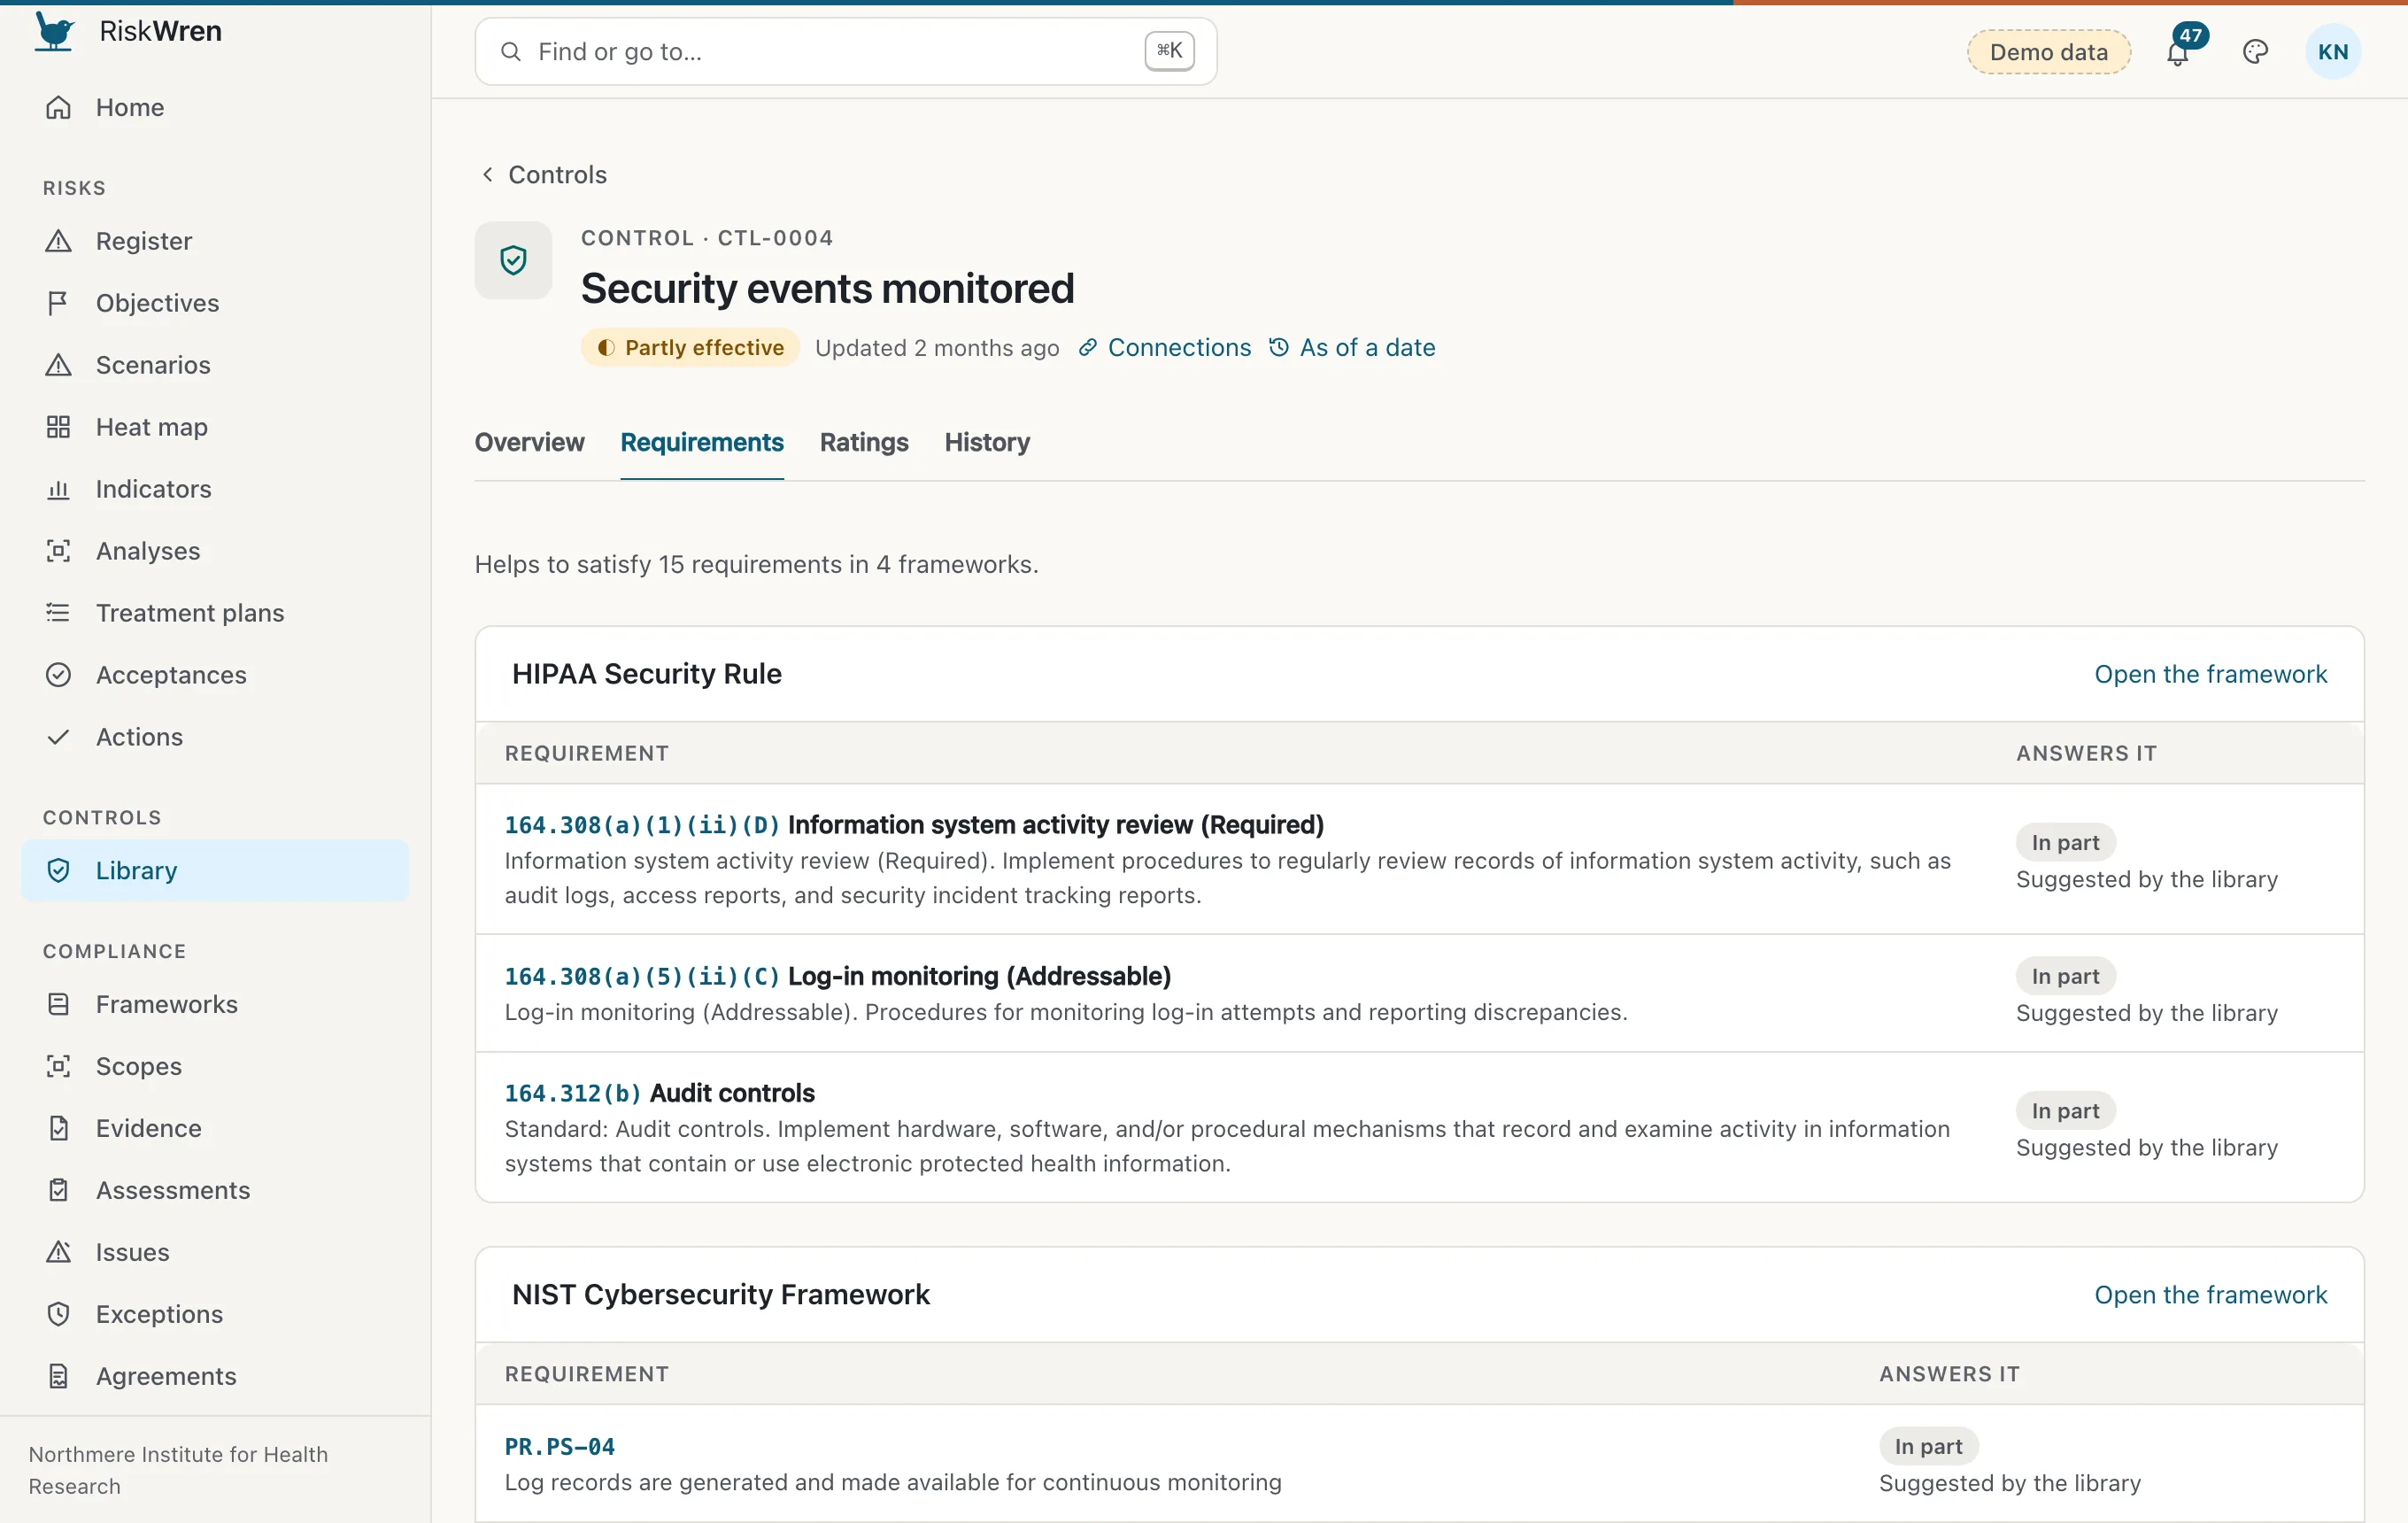 RiskWren
Find or go to...
⌘K
Demo data
47
KN
Home
RISKS
Register
Objectives
Scenarios
Heat map
Indicators
Analyses
Treatment plans
Acceptances
Actions
CONTROLS
Library
COMPLIANCE
Frameworks
Scopes
Evidence
Assessments
Issues
Exceptions
Agreements
Northmere Institute for Health
Research
Controls
CONTROL · CTL-0004
Security events monitored
Partly effective Updated 2 months ago Connections As of a date
Overview Requirements Ratings History
Helps to satisfy 15 requirements in 4 frameworks.
HIPAA Security Rule Open the framework
REQUIREMENT ANSWERS IT
164.308(a)(1)(ii)(D) Information system activity review (Required)
Information system activity review (Required). Implement procedures to regularly review records of information system activity, such as
audit logs, access reports, and security incident tracking reports.
In part
Suggested by the library
164.308(a)(5)(ii)(C) Log-in monitoring (Addressable)
Log-in monitoring (Addressable). Procedures for monitoring log-in attempts and reporting discrepancies.
In part
Suggested by the library
164.312(b) Audit controls
Standard: Audit controls. Implement hardware, software, and/or procedural mechanisms that record and examine activity in information
systems that contain or use electronic protected health information.
In part
Suggested by the library
NIST Cybersecurity Framework Open the framework
REQUIREMENT ANSWERS IT
PR.PS-04
Log records are generated and made available for continuous monitoring
In part
Suggested by the library